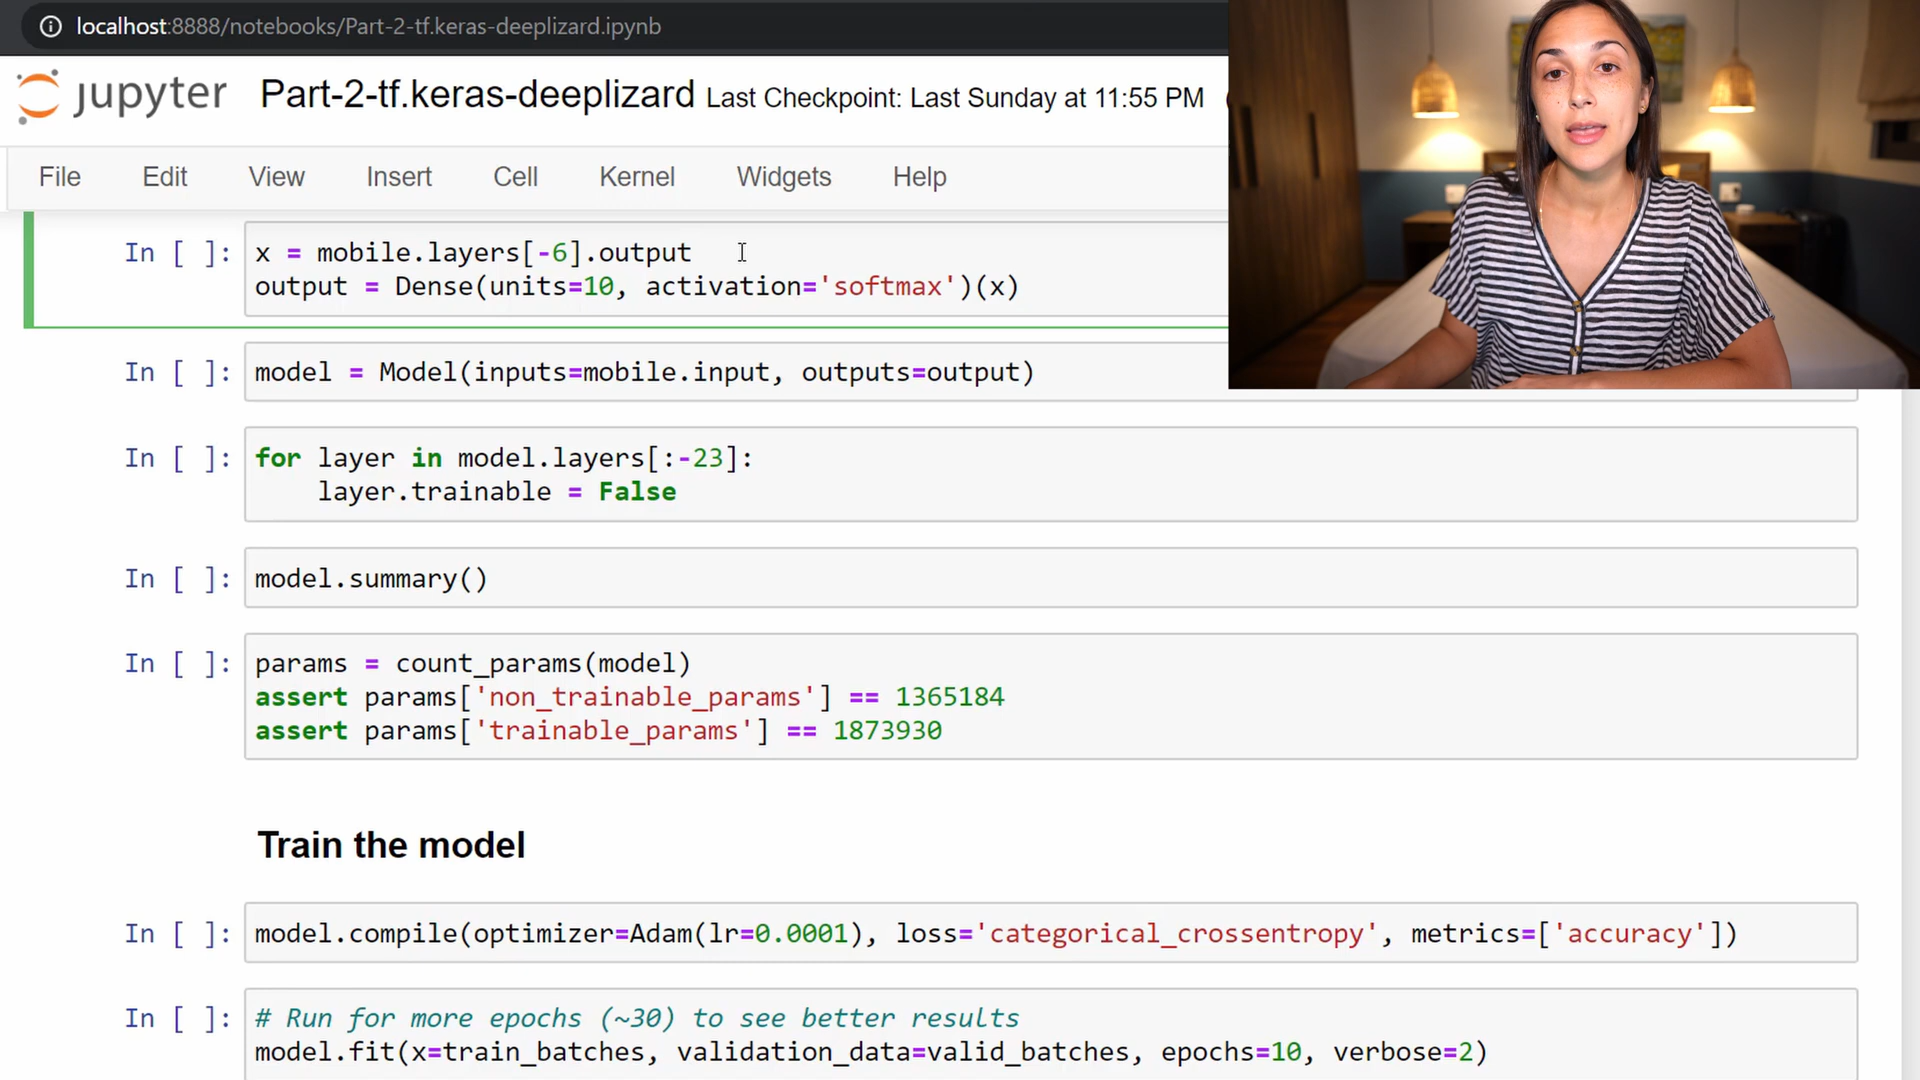 localhost:8888/notebooks/Part-2-tf.keras-deeplizard.ipynb
jupyter Part-2-tf.keras-deeplizard Last Checkpoint: Last Sunday at 11:55 PM
File Edit View Insert Cell Kernel Widgets Help
In [ ]: x = mobile.layers[-6].output
output = Dense(units=10, activation='softmax')(x)
In [ ]: model = Model(inputs=mobile.input, outputs=output)
In [ ]: for layer in model.layers[:-23]:
    layer.trainable = False
In [ ]: model.summary()
In [ ]: params = count_params(model)
assert params['non_trainable_params'] == 1365184
assert params['trainable_params'] == 1873930
Train the model
In [ ]: model.compile(optimizer=Adam(lr=0.0001), loss='categorical_crossentropy', metrics=['accuracy'])
In [ ]: # Run for more epochs (~30) to see better results
model.fit(x=train_batches, validation_data=valid_batches, epochs=10, verbose=2)